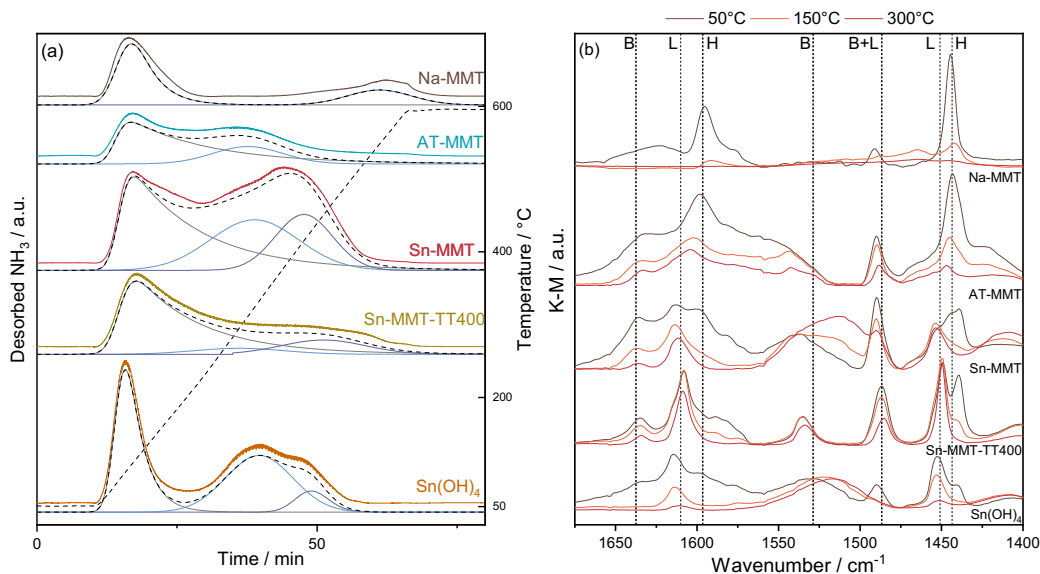 50°C 150°C 300°C
(a)
Na-MMT
AT-MMT
Sn-MMT
Sn-MMT-TT400
Sn(OH)₄
Desorbed NH₃ / a.u.
Temperature / °C
600
400
200
50
0 50
Time / min
(b)
B L H B B+L L H
Na-MMT
AT-MMT
Sn-MMT
Sn-MMT-TT400
Sn(OH)₄
K-M / a.u.
1650 1600 1550 1500 1450 1400
Wavenumber / cm⁻¹